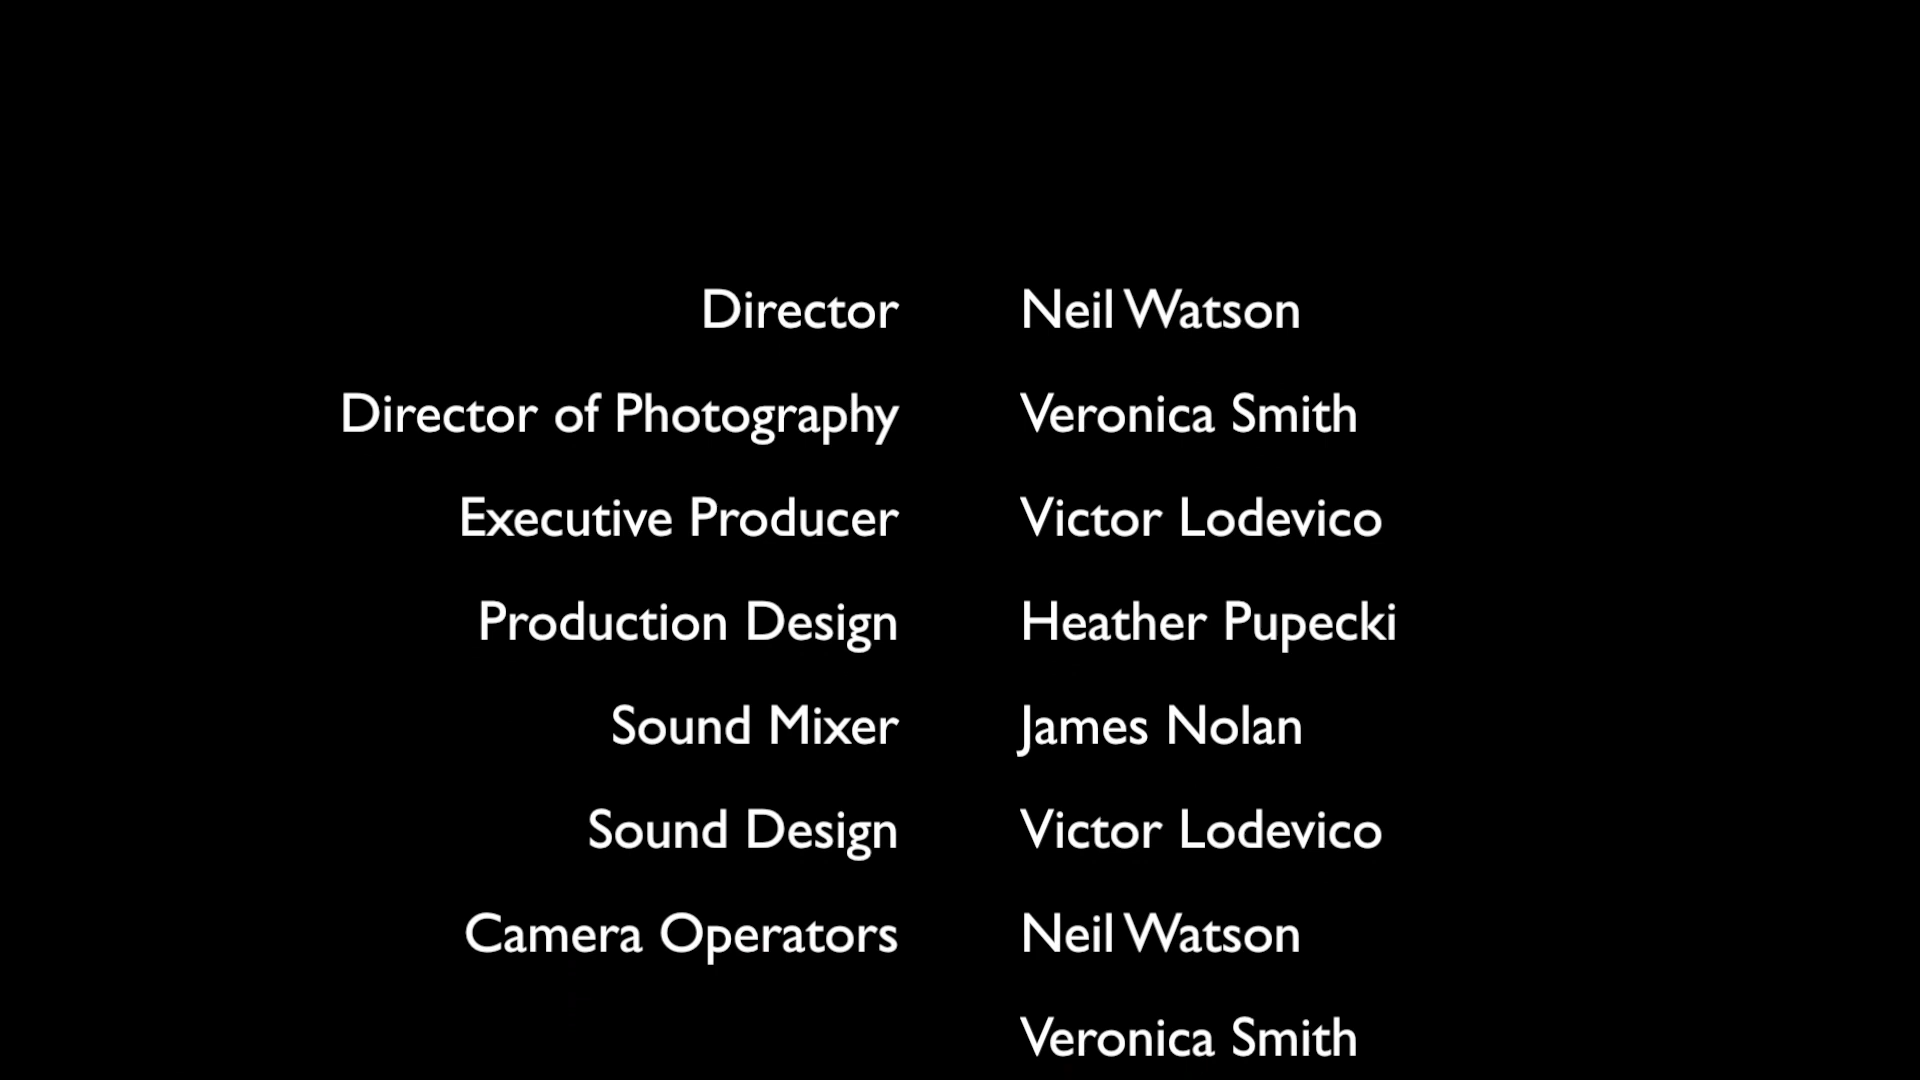 Director Neil Watson
Director of Photography Veronica Smith
Executive Producer Victor Lodevico
Production Design Heather Pupecki
Sound Mixer James Nolan
Sound Design Victor Lodevico
Camera Operators Neil Watson
Veronica Smith